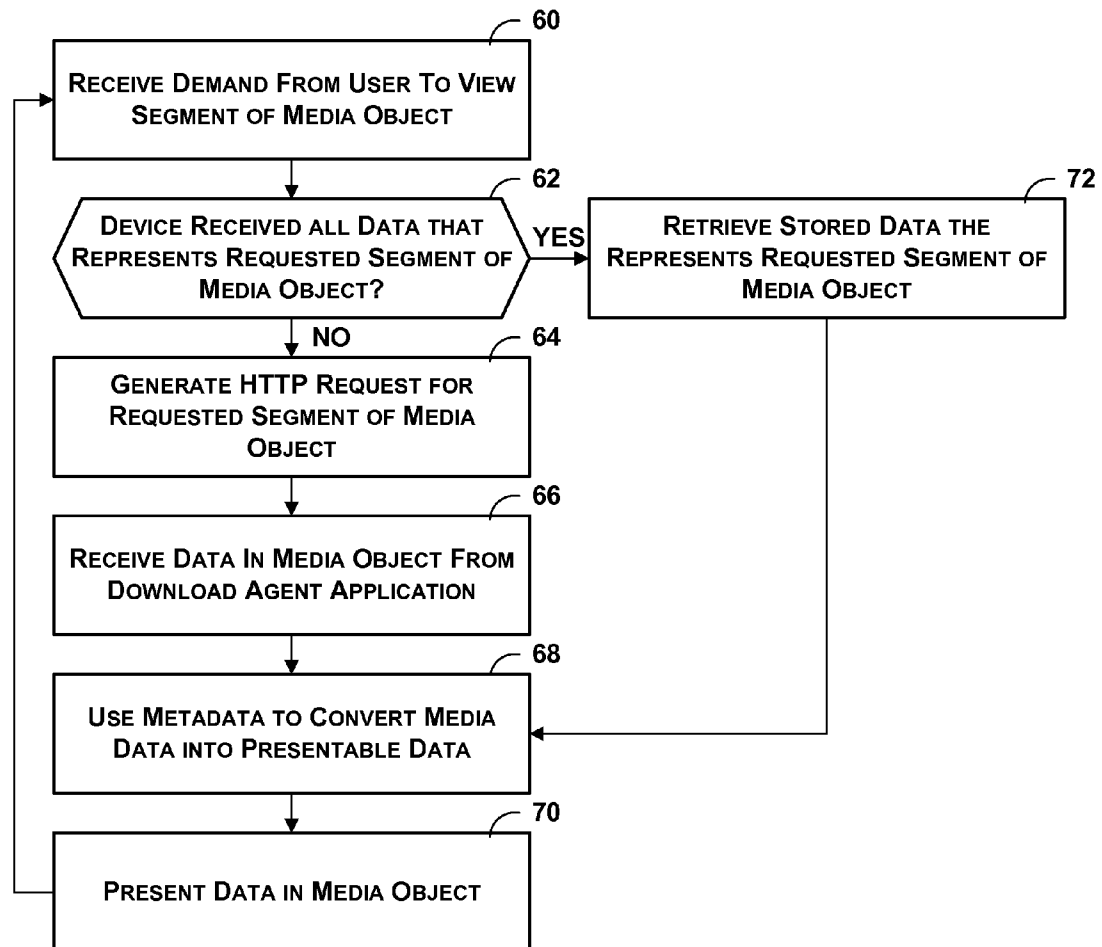 60
RECEIVE DEMAND FROM USER TO VIEW
SEGMENT OF MEDIA OBJECT
62
DEVICE RECEIVED ALL DATA THAT
REPRESENTS REQUESTED SEGMENT OF
MEDIA OBJECT?
YES
72
RETRIEVE STORED DATA THE
REPRESENTS REQUESTED SEGMENT OF
MEDIA OBJECT
NO
64
GENERATE HTTP REQUEST FOR
REQUESTED SEGMENT OF MEDIA
OBJECT
66
RECEIVE DATA IN MEDIA OBJECT FROM
DOWNLOAD AGENT APPLICATION
68
USE METADATA TO CONVERT MEDIA
DATA INTO PRESENTABLE DATA
70
PRESENT DATA IN MEDIA OBJECT